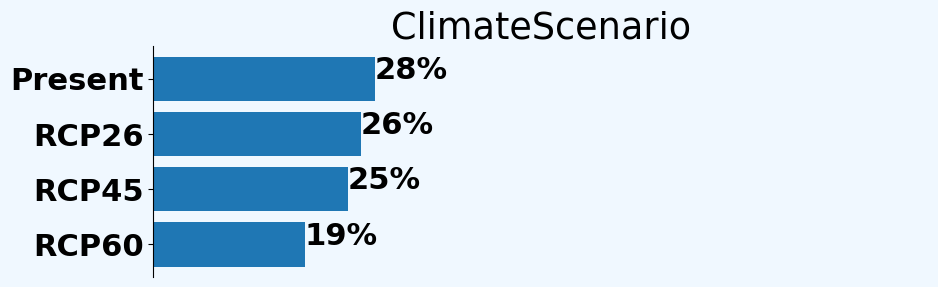 ClimateScenario
Present 28%
RCP26 26%
RCP45 25%
RCP60 19%